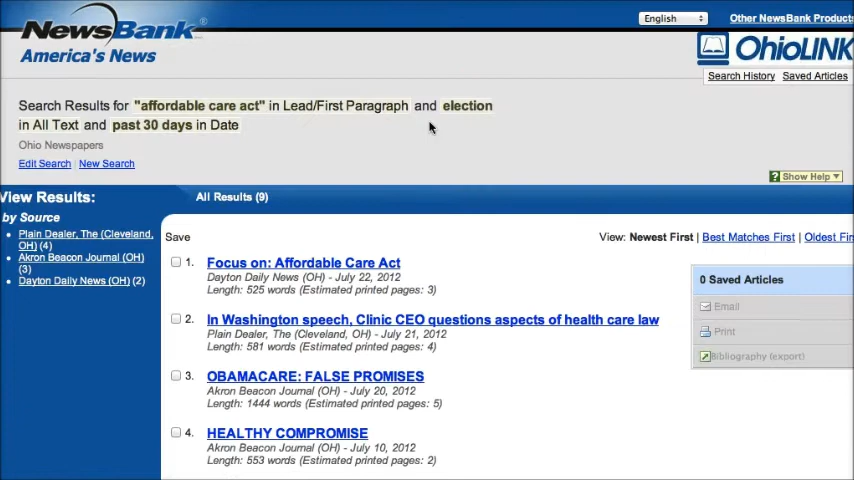 NewsBank®
America's News
English
Other NewsBank Products
OhioLINK
Search History Saved Articles
Search Results for "affordable care act" in Lead/First Paragraph and election
in All Text and past 30 days in Date
Ohio Newspapers
Edit Search | New Search
? Show Help ▼
View Results:
All Results (9)
by Source
Plain Dealer, The (Cleveland,
OH) (4)
Akron Beacon Journal (OH)
(3)
Dayton Daily News (OH) (2)
Save
View: Newest First | Best Matches First | Oldest Fir
1. Focus on: Affordable Care Act
Dayton Daily News (OH) - July 22, 2012
Length: 525 words (Estimated printed pages: 3)
2. In Washington speech, Clinic CEO questions aspects of health care law
Plain Dealer, The (Cleveland, OH) - July 21, 2012
Length: 581 words (Estimated printed pages: 4)
3. OBAMACARE: FALSE PROMISES
Akron Beacon Journal (OH) - July 20, 2012
Length: 1444 words (Estimated printed pages: 5)
4. HEALTHY COMPROMISE
Akron Beacon Journal (OH) - July 10, 2012
Length: 553 words (Estimated printed pages: 2)
0 Saved Articles
Email
Print
Bibliography (export)